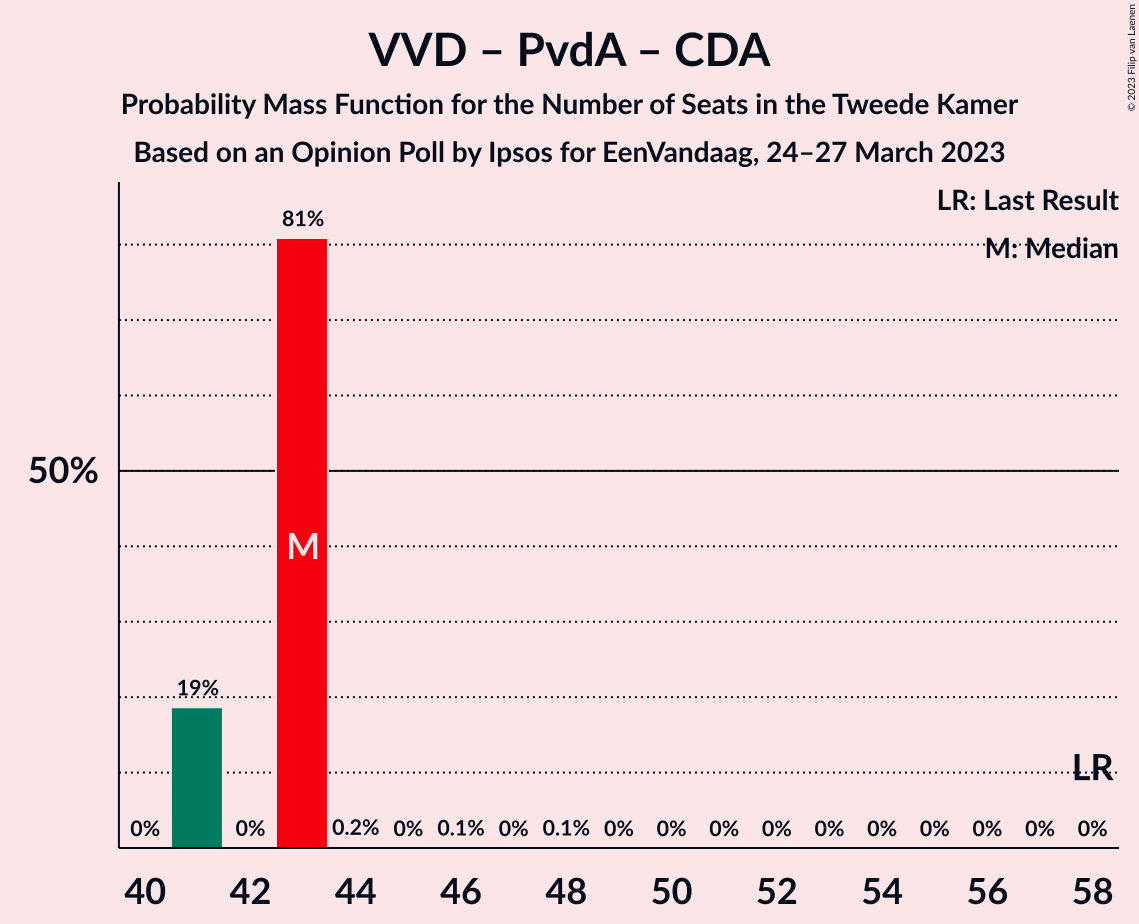 VVD – PvdA – CDA
Probability Mass Function for the Number of Seats in the Tweede Kamer
Based on an Opinion Poll by Ipsos for EenVandaag, 24–27 March 2023
© 2023 Filip van Laenen
LR: Last Result
M: Median
81%
50%
M
19%
LR
0% 0% 0.2% 0% 0.1% 0% 0.1% 0% 0% 0% 0% 0% 0% 0% 0% 0% 0%
40 42 44 46 48 50 52 54 56 58